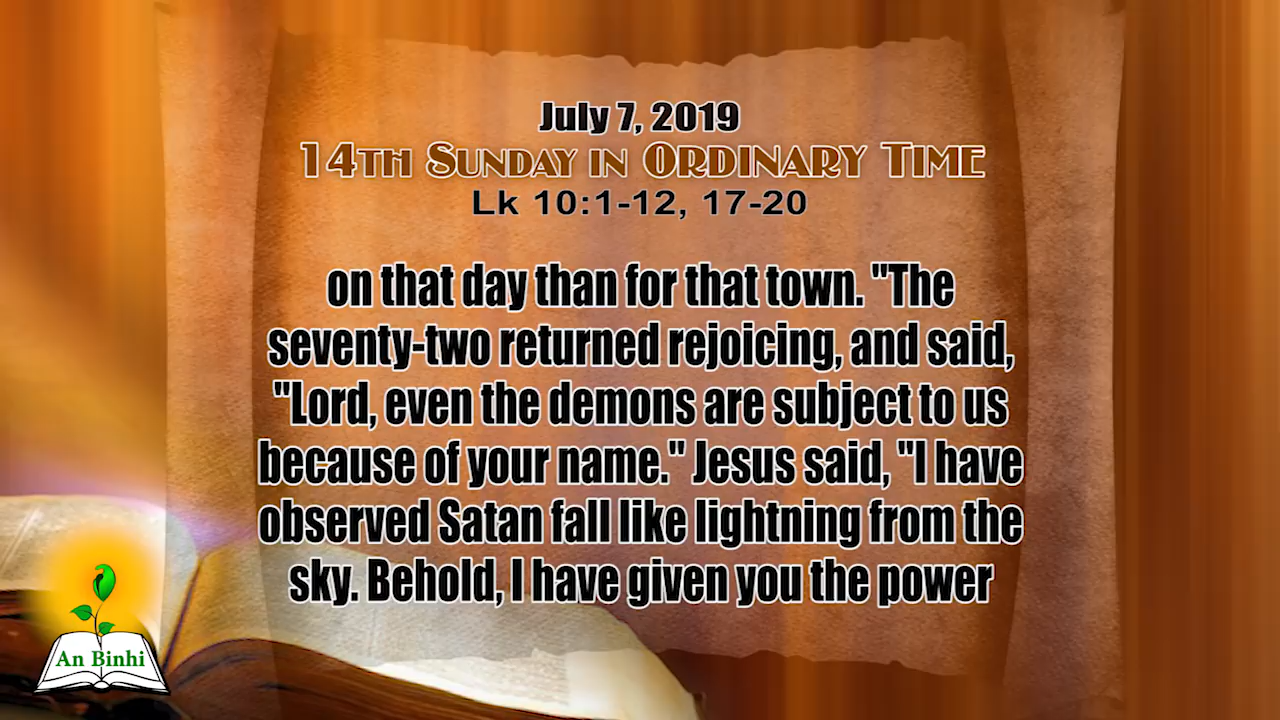 July 7, 2019
14TH SUNDAY IN ORDINARY TIME
Lk 10:1-12, 17-20
on that day than for that town. "The
seventy-two returned rejoicing, and said,
"Lord, even the demons are subject to us
because of your name." Jesus said, "I have
observed Satan fall like lightning from the
sky. Behold, I have given you the power
An Binhi